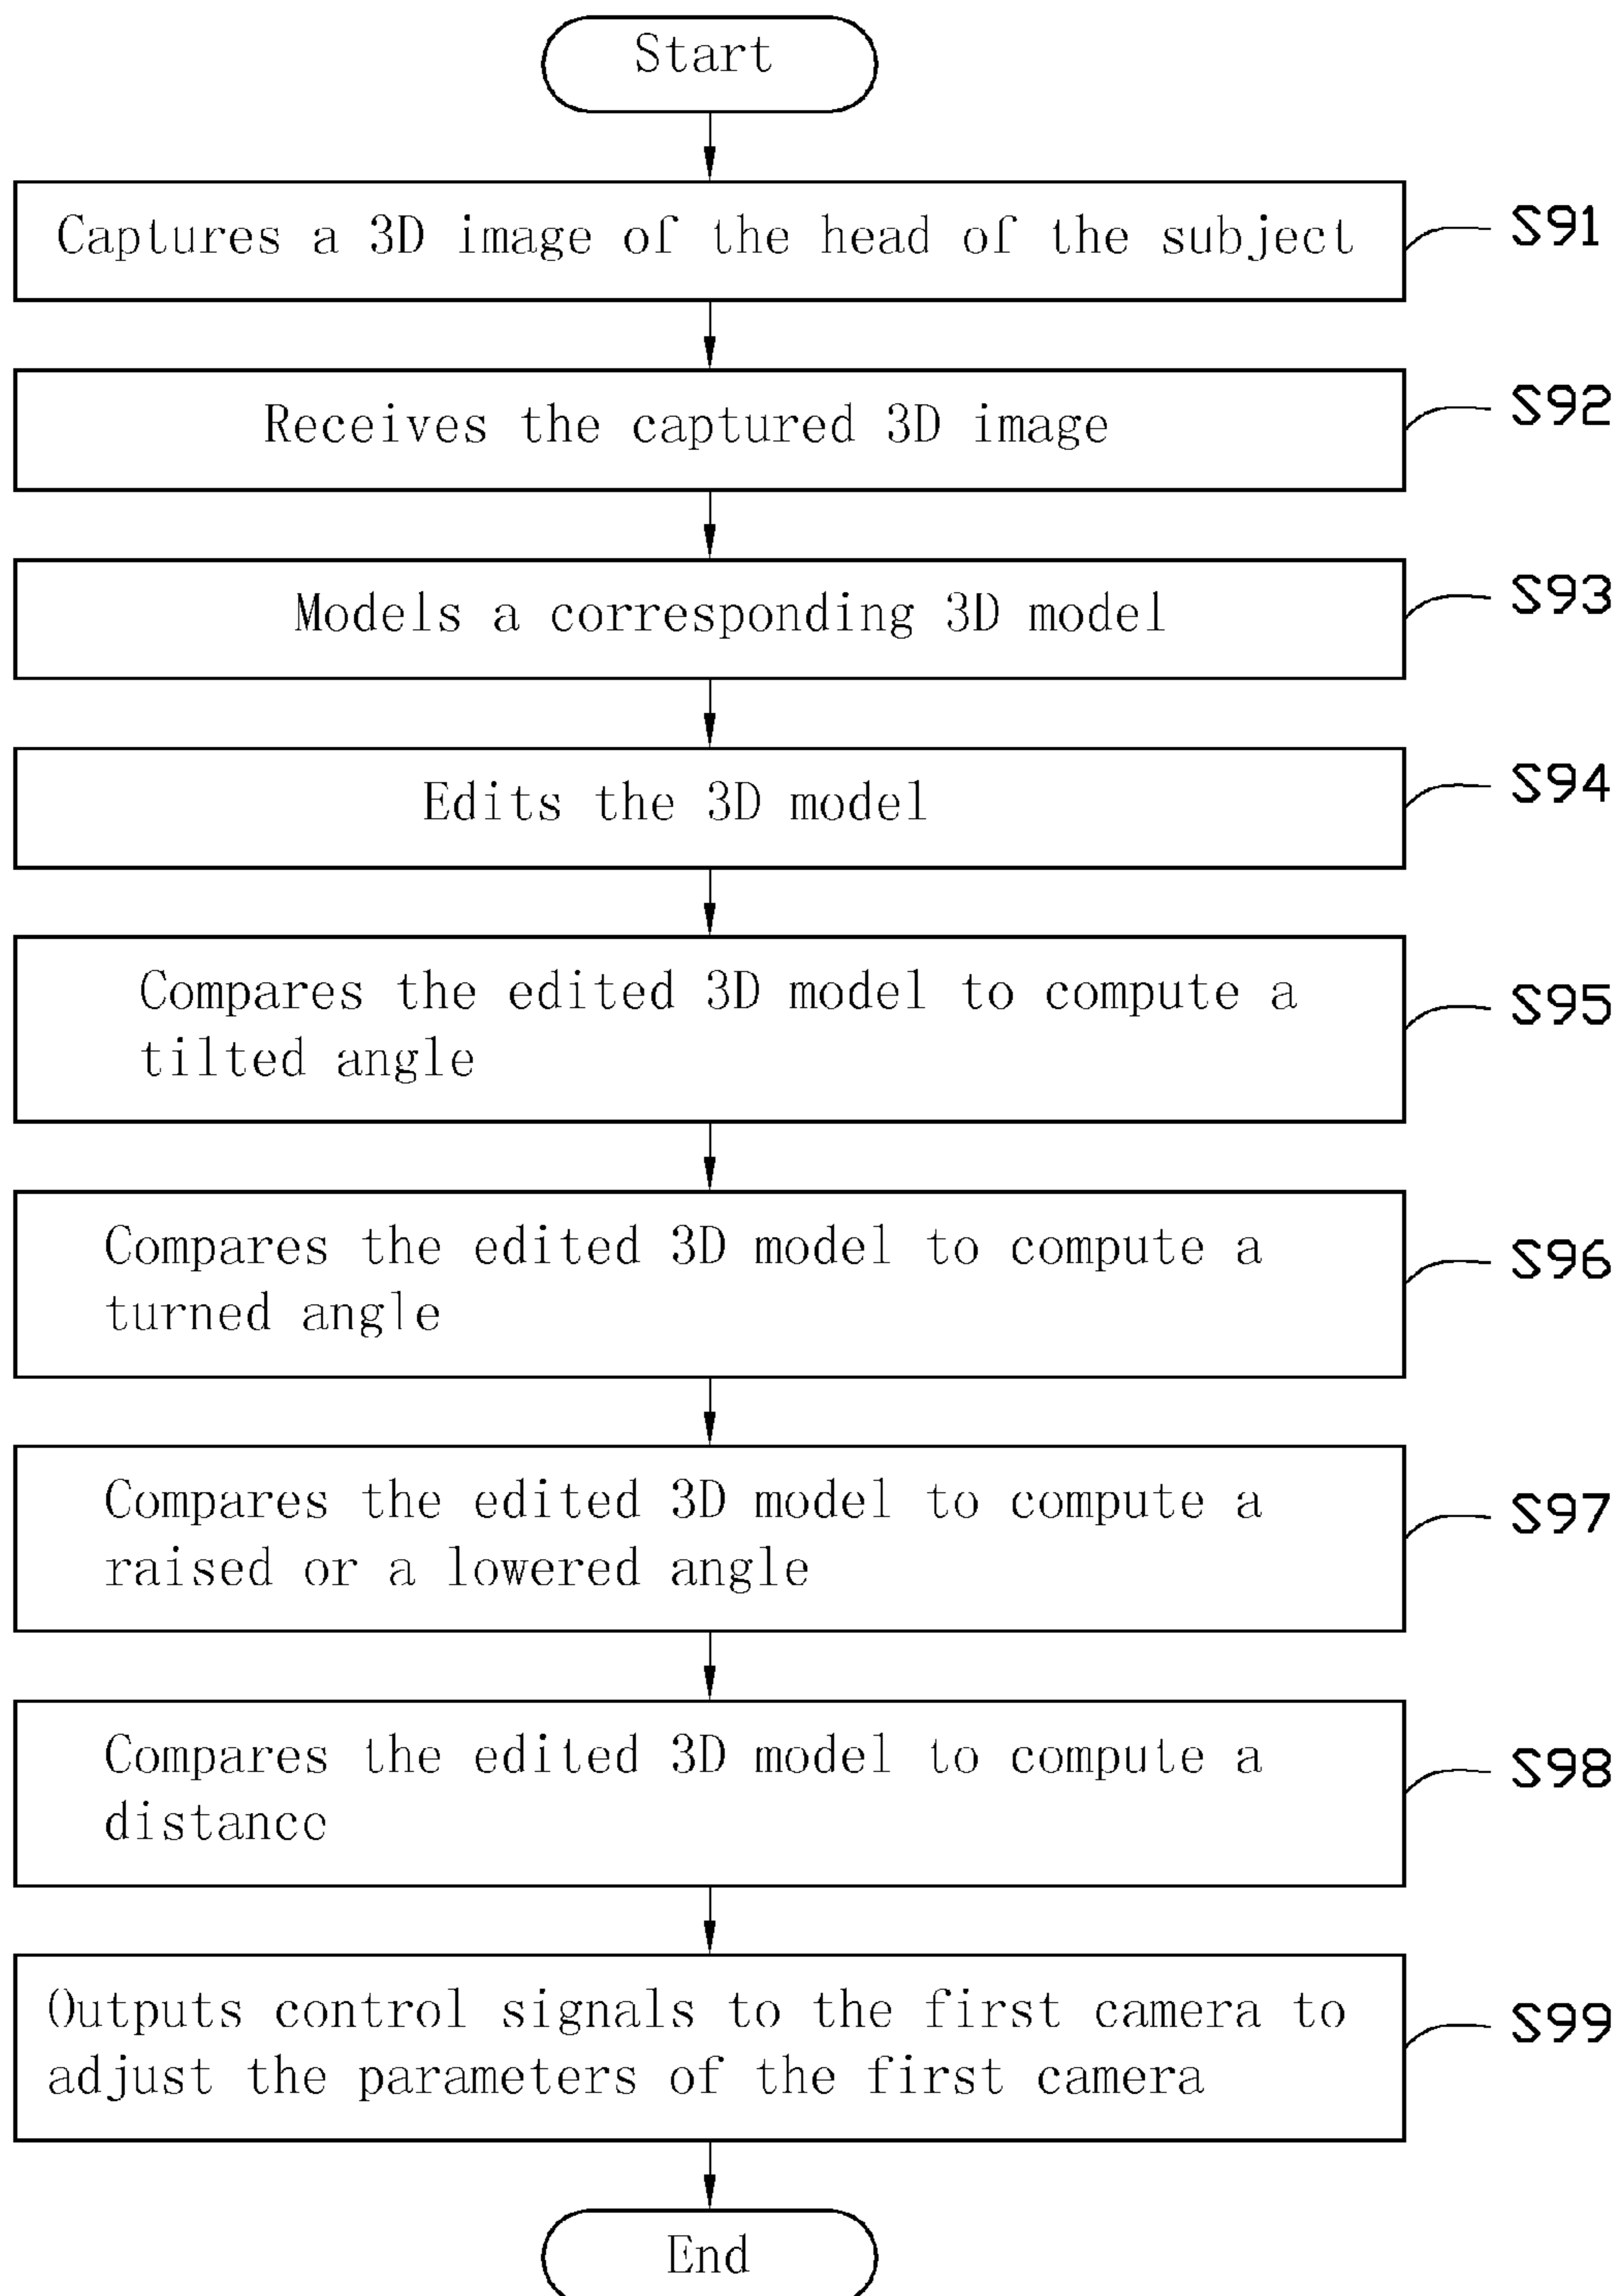 Start
Captures a 3D image of the head of the subject
S91
Receives the captured 3D image
S92
Models a corresponding 3D model
S93
Edits the 3D model
S94
Compares the edited 3D model to compute a
tilted angle
S95
Compares the edited 3D model to compute a
turned angle
S96
Compares the edited 3D model to compute a
raised or a lowered angle
S97
Compares the edited 3D model to compute a
distance
S98
Outputs control signals to the first camera to
adjust the parameters of the first camera
S99
End